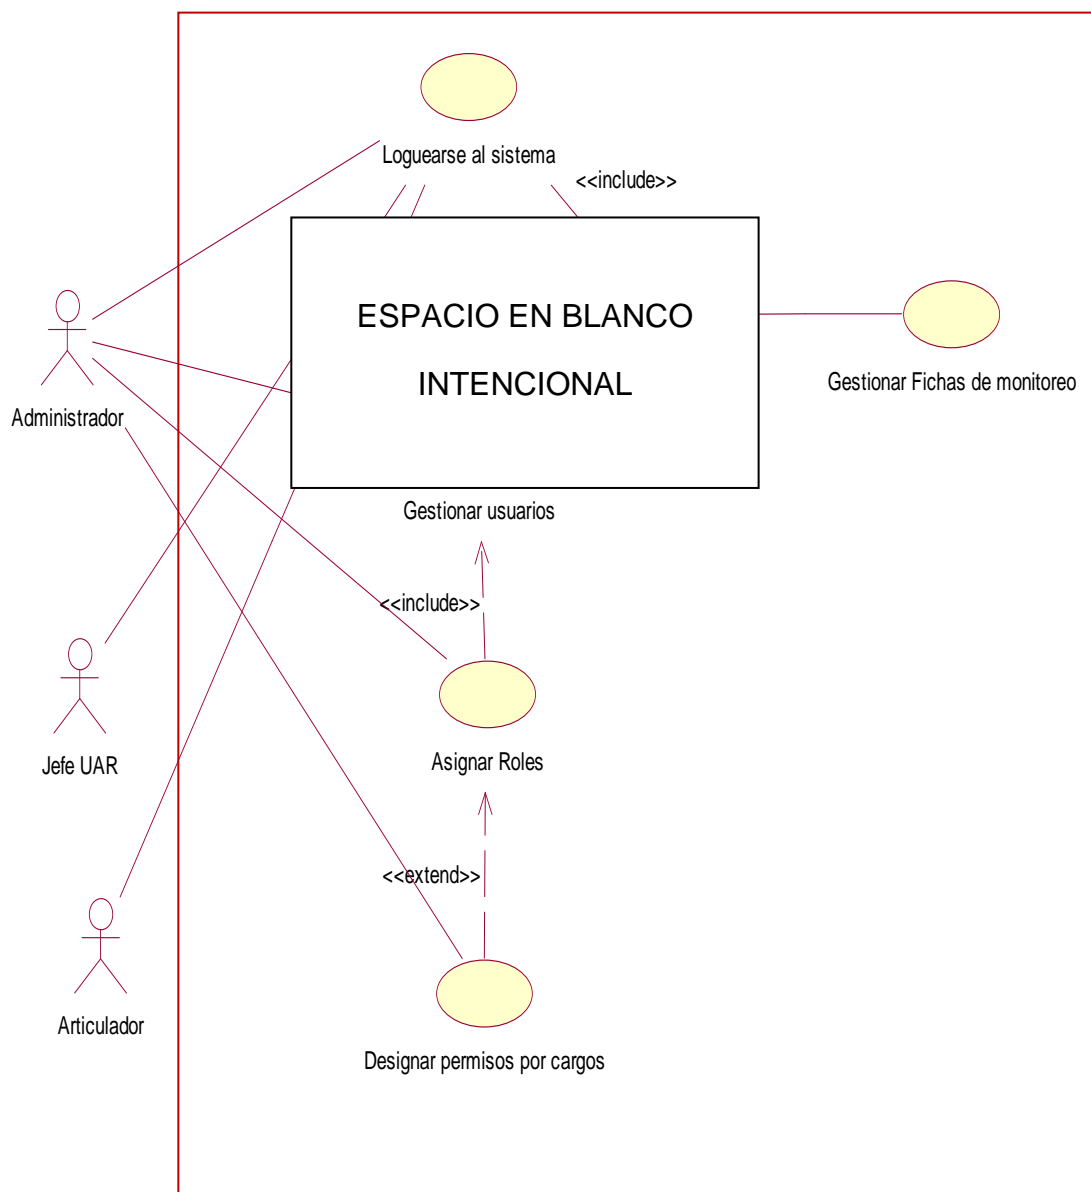 Loguearse al sistema
<<include>>
ESPACIO EN BLANCO
INTENCIONAL
Gestionar Fichas de monitoreo
Administrador
Gestionar usuarios
<<include>>
Jefe UAR
Asignar Roles
<<extend>>
Articulador
Designar permisos por cargos